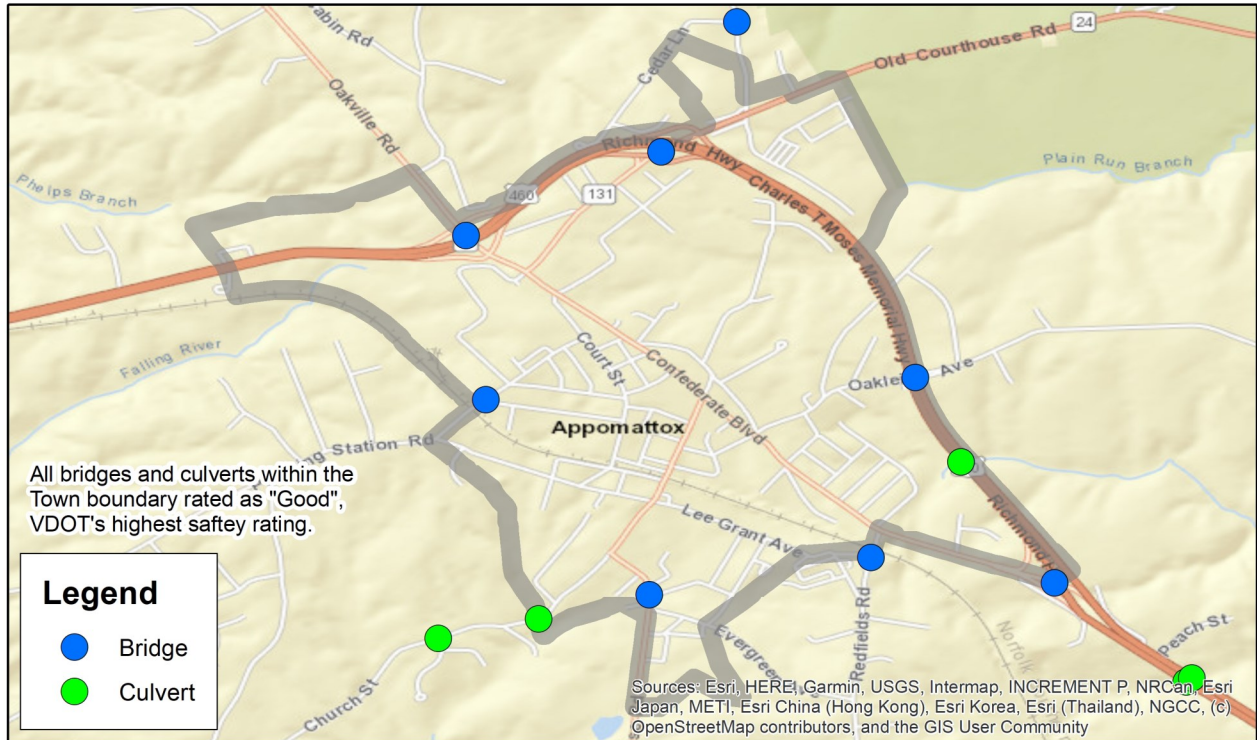 Cabin Rd
Cedar Ln
24
Old Courthouse Rd
Oakville Rd
Richmond Hwy
Charles T Moses Memorial Hwy
Plain Run Branch
Phelps Branch
460
131
Falling River
Court St
Confederate Blvd
Ave
Appomattox
Station Rd
All bridges and culverts within the
Town boundary rated as "Good",
VDOT's highest saftey rating.
Lee Grant Ave
Richmond
Legend
Bridge
Culvert
Redfields Rd
Evergreen
Norfolk
Peach St
Church St
Sources: Esri, HERE, Garmin, USGS, Intermap, INCREMENT P, NRCan, Esri
Japan, METI, Esri China (Hong Kong), Esri Korea, Esri (Thailand), NGCC, (c)
OpenStreetMap contributors, and the GIS User Community